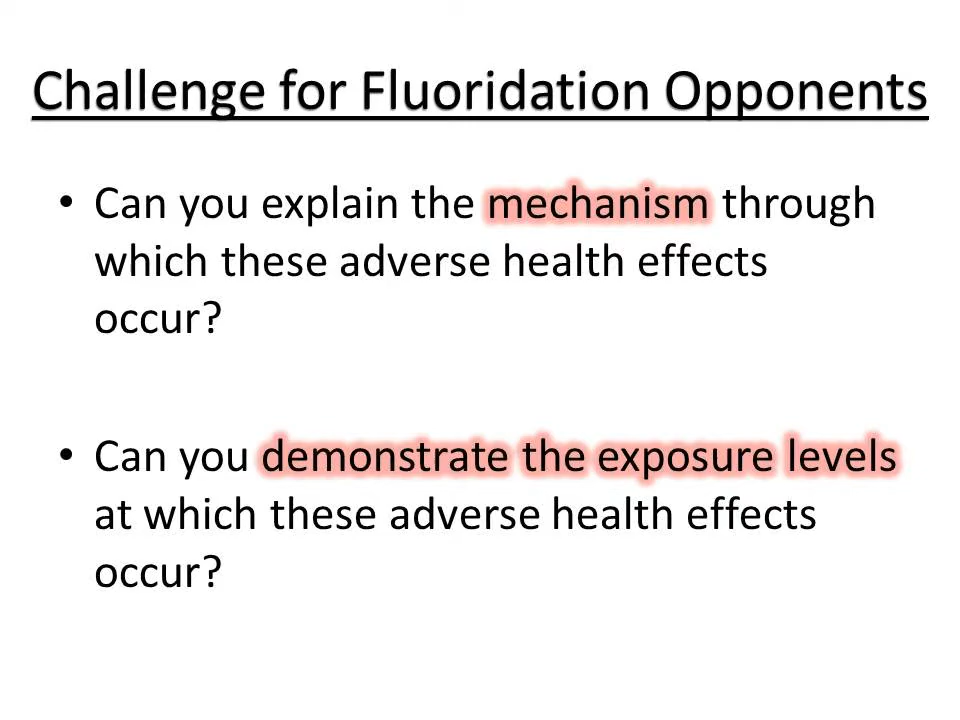 Challenge for Fluoridation Opponents
• Can you explain the mechanism through
which these adverse health effects
occur?
• Can you demonstrate the exposure levels
at which these adverse health effects
occur?